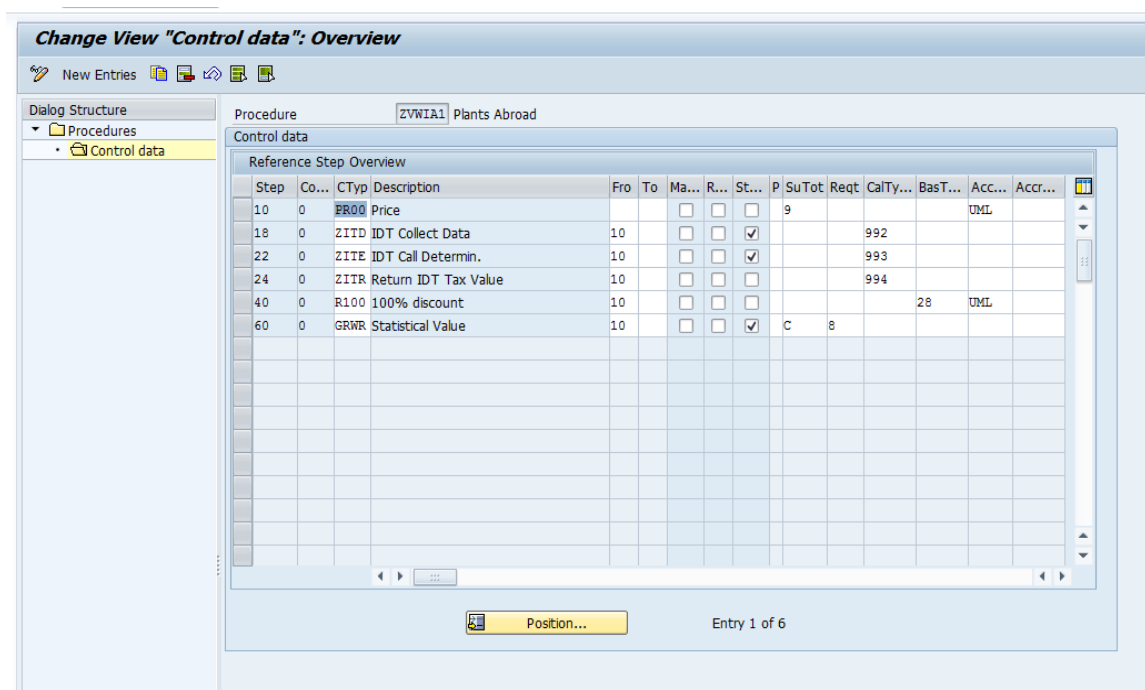 Change View "Control data": Overview
New Entries
Dialog Structure
Procedures
Control data
Procedure ZVWIA1 Plants Abroad
Control data
Reference Step Overview
Step Co... CTyp Description Fro To Ma... R... St... P SuTot Reqt CalTy... BasT... Acc... Accr...
10 0 PR00 Price 9 UML
18 0 ZITD IDT Collect Data 10 992
22 0 ZITE IDT Call Determin. 10 993
24 0 ZITR Return IDT Tax Value 10 994
40 0 R100 100% discount 10 28 UML
60 0 GRWR Statistical Value 10 C 8
Position... Entry 1 of 6